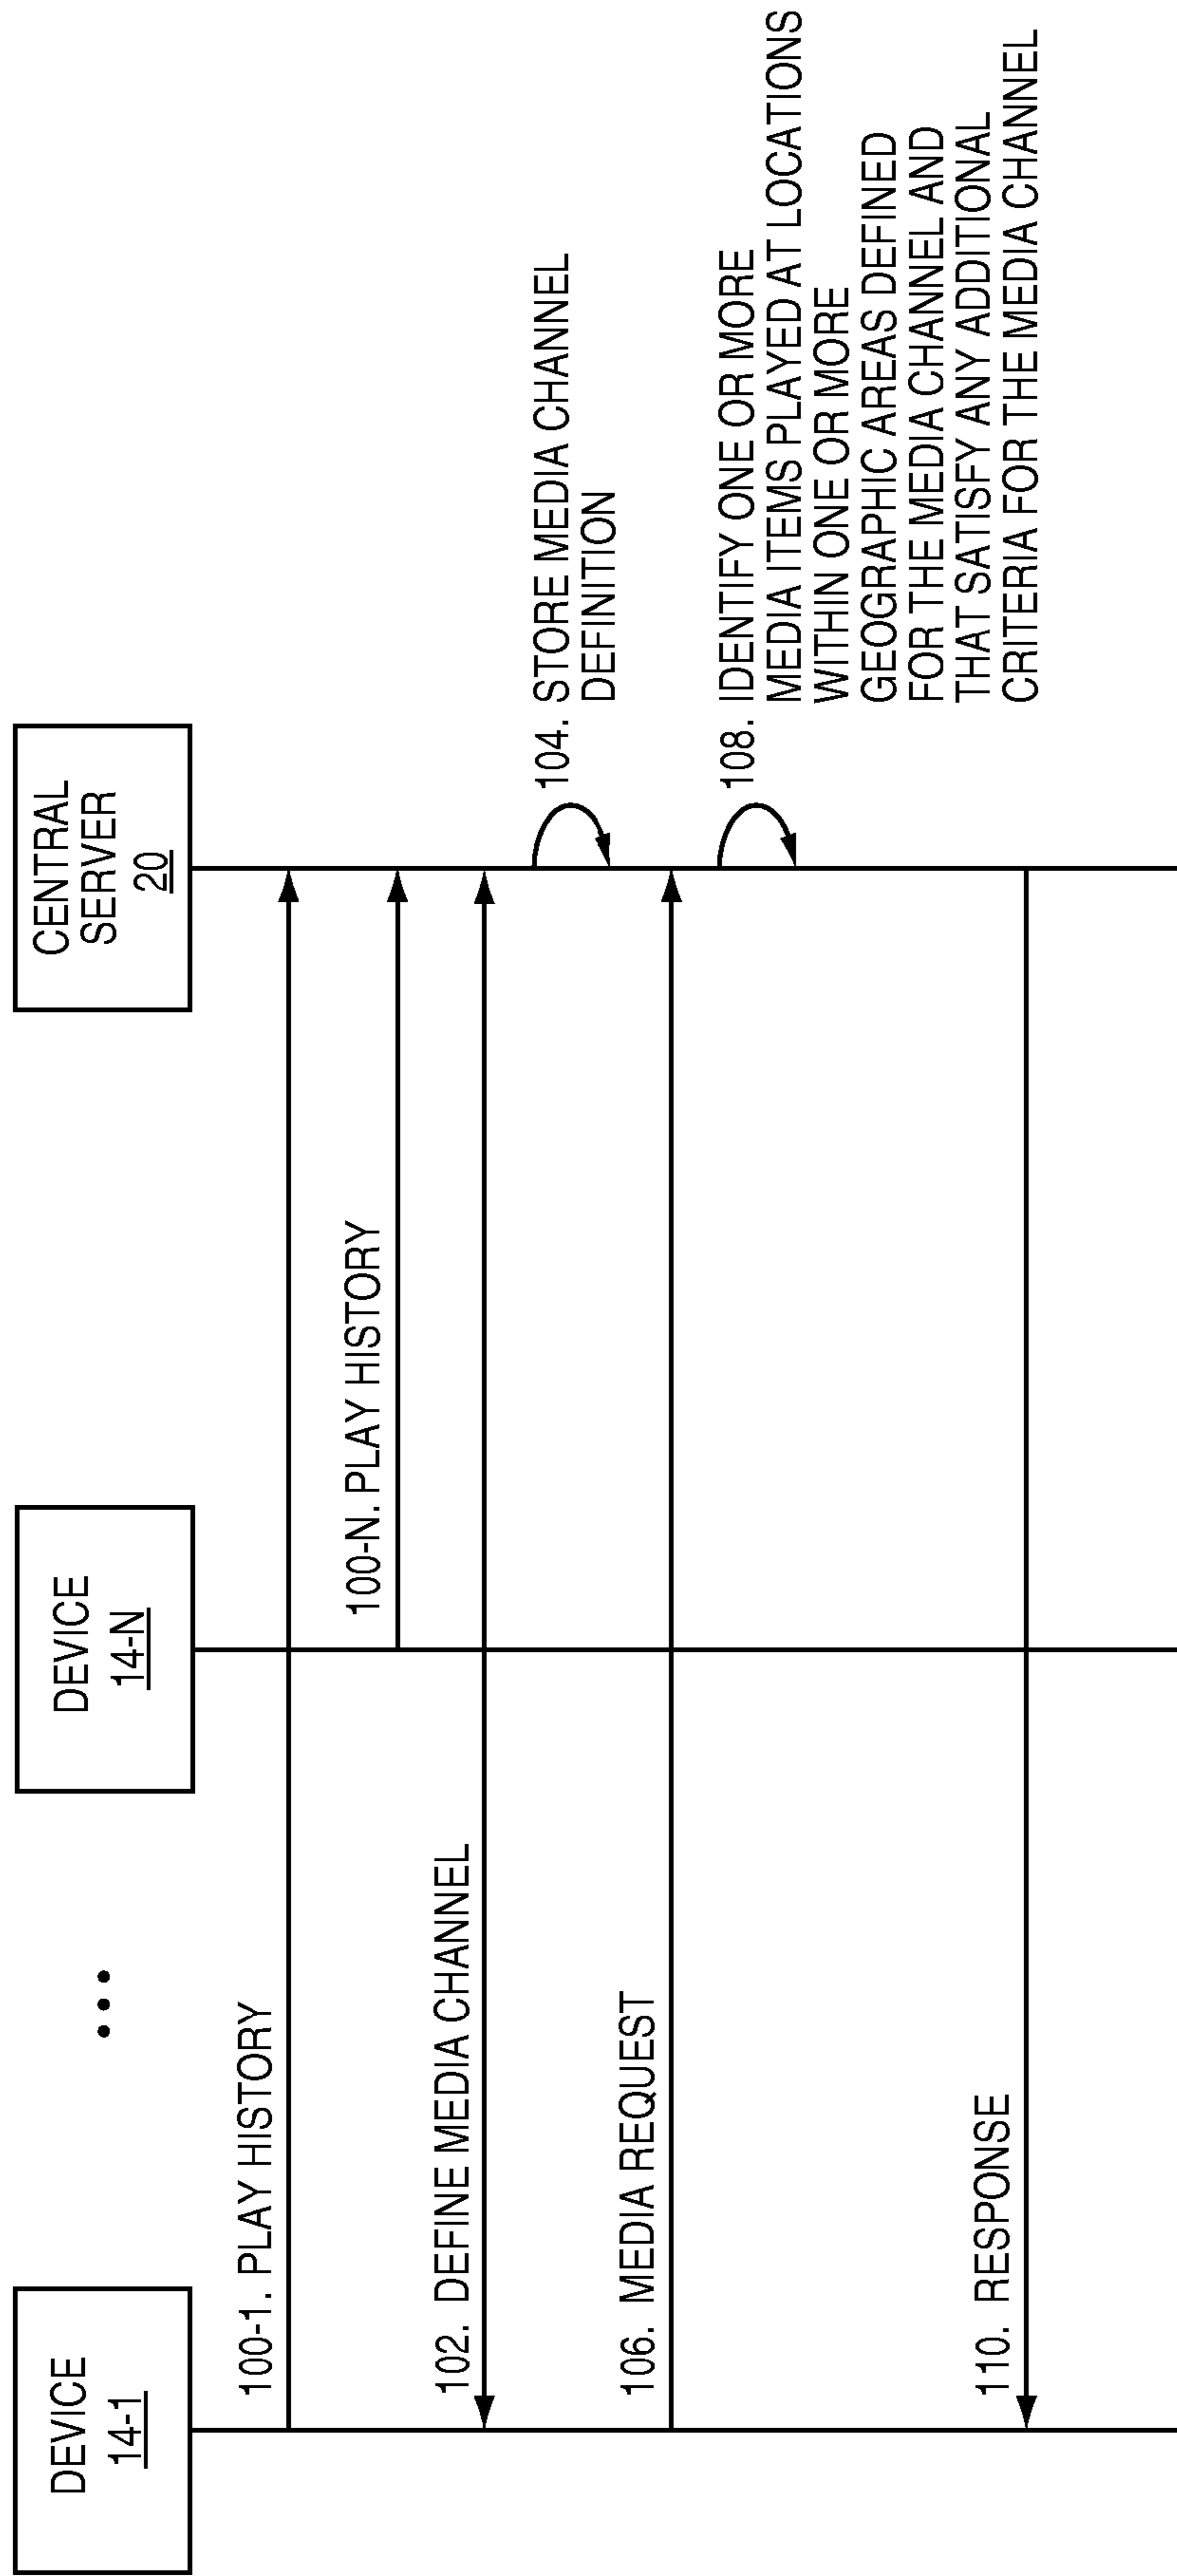 DEVICE
14-1
• • •
DEVICE
14-N
CENTRAL
SERVER
20
100-1. PLAY HISTORY
100-N. PLAY HISTORY
102. DEFINE MEDIA CHANNEL
104. STORE MEDIA CHANNEL
DEFINITION
106. MEDIA REQUEST
108. IDENTIFY ONE OR MORE
MEDIA ITEMS PLAYED AT LOCATIONS
WITHIN ONE OR MORE
GEOGRAPHIC AREAS DEFINED
FOR THE MEDIA CHANNEL AND
THAT SATISFY ANY ADDITIONAL
CRITERIA FOR THE MEDIA CHANNEL
110. RESPONSE